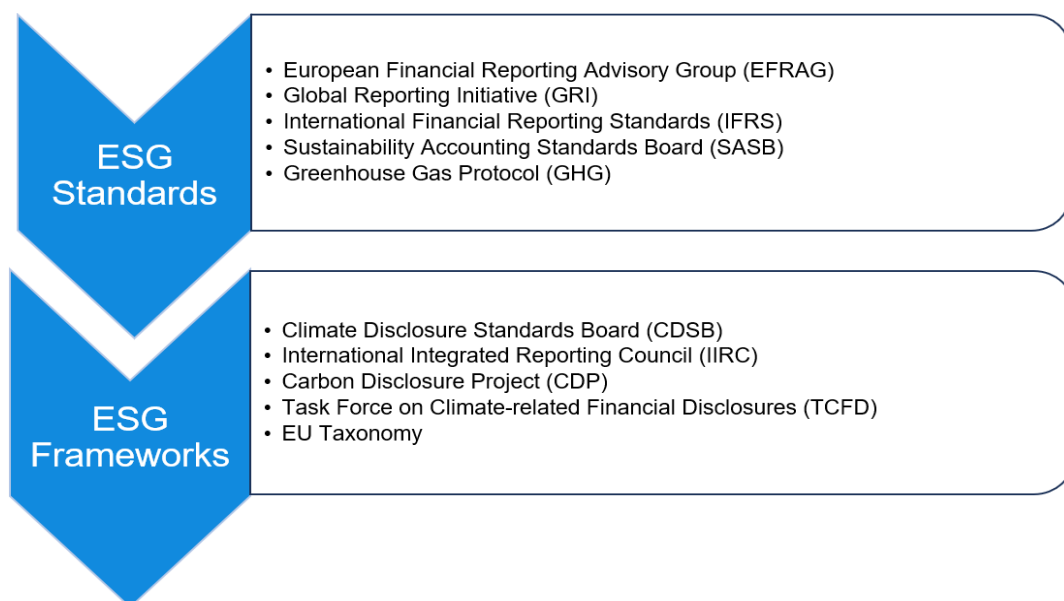 ESG
Standards
• European Financial Reporting Advisory Group (EFRAG)
• Global Reporting Initiative (GRI)
• International Financial Reporting Standards (IFRS)
• Sustainability Accounting Standards Board (SASB)
• Greenhouse Gas Protocol (GHG)
ESG
Frameworks
• Climate Disclosure Standards Board (CDSB)
• International Integrated Reporting Council (IIRC)
• Carbon Disclosure Project (CDP)
• Task Force on Climate-related Financial Disclosures (TCFD)
• EU Taxonomy